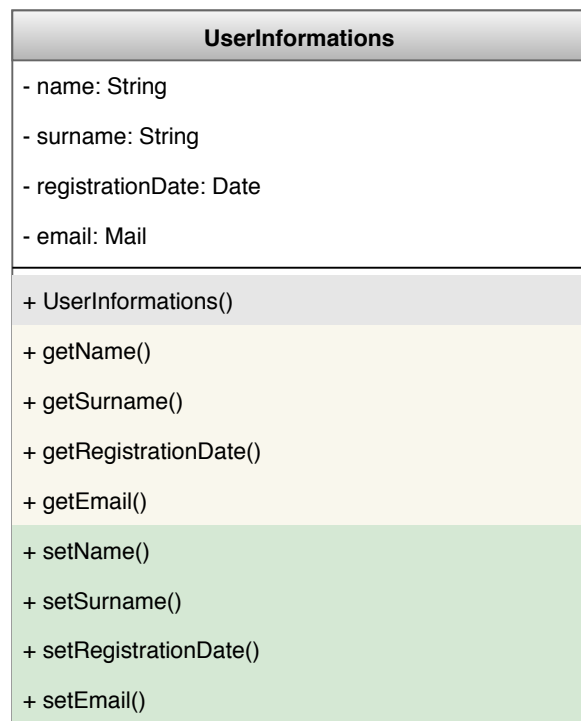 UserInformations
- name: String
- surname: String
- registrationDate: Date
- email: Mail
+ UserInformations()
+ getName()
+ getSurname()
+ getRegistrationDate()
+ getEmail()
+ setName()
+ setSurname()
+ setRegistrationDate()
+ setEmail()